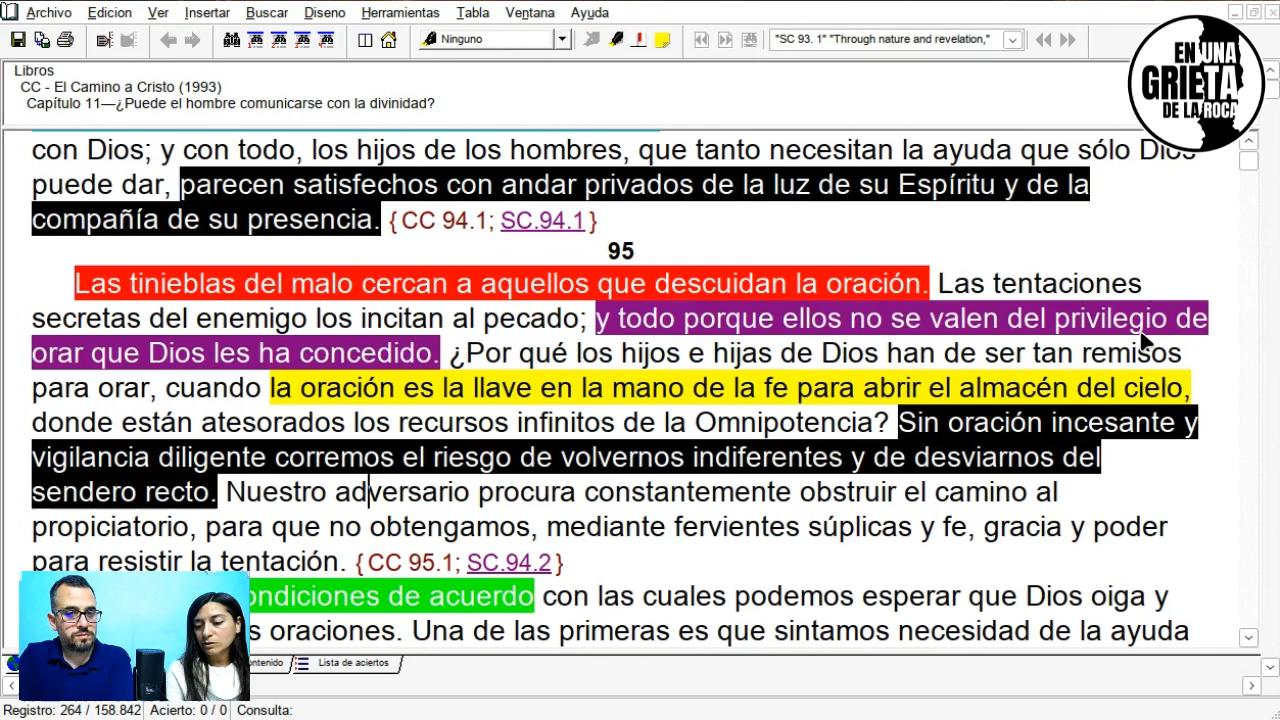 Archivo Edicion Ver Insertar Buscar Diseño Herramientas Tabla Ventana Ayuda
Ninguno "SC 93. 1" "Through nature and revelation,"
EN UNA
GRIETA
DE LA ROCA
Libros
CC - El Camino a Cristo (1993)
Capítulo 11—¿Puede el hombre comunicarse con la divinidad?
con Dios; y con todo, los hijos de los hombres, que tanto necesitan la ayuda que sólo Dios
puede dar, parecen satisfechos con andar privados de la luz de su Espíritu y de la
compañía de su presencia. {CC 94.1; SC.94.1}
95
Las tinieblas del malo cercan a aquellos que descuidan la oración. Las tentaciones
secretas del enemigo los incitan al pecado; y todo porque ellos no se valen del privilegio de
orar que Dios les ha concedido. ¿Por qué los hijos e hijas de Dios han de ser tan remisos
para orar, cuando la oración es la llave en la mano de la fe para abrir el almacén del cielo,
donde están atesorados los recursos infinitos de la Omnipotencia? Sin oración incesante y
vigilancia diligente corremos el riesgo de volvernos indiferentes y de desviarnos del
sendero recto. Nuestro adversario procura constantemente obstruir el camino al
propiciatorio, para que no obtengamos, mediante fervientes súplicas y fe, gracia y poder
para resistir la tentación. {CC 95.1; SC.94.2}
ondiciones de acuerdo con las cuales podemos esperar que Dios oiga y
s oraciones. Una de las primeras es que sintamos necesidad de la ayuda
ontenido Lista de aciertos
Registro: 264 / 158.842 Acierto: 0 / 0 Consulta: